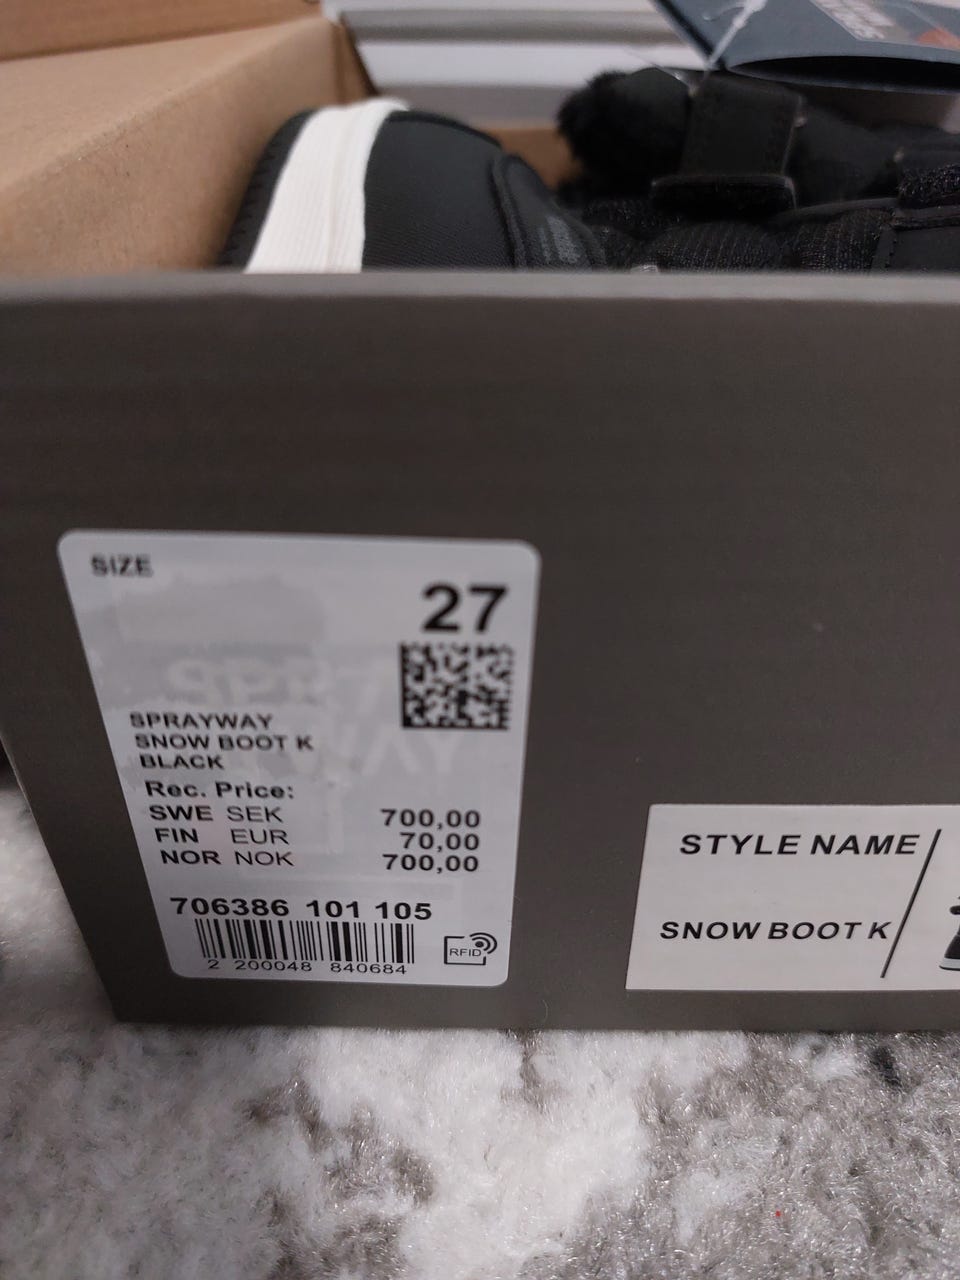 SIZE
27
SPRAYWAY
SNOW BOOT K
BLACK
Rec. Price:
SWE SEK 700,00
FIN EUR 70,00
NOR NOK 700,00
706386 101 105
2 200048 840684
RFID
STYLE NAME
SNOW BOOT K